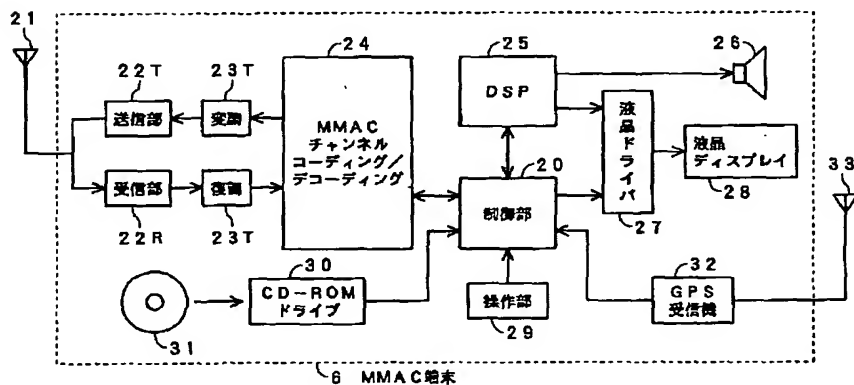 21
24
25
26
22T
23T
送信部
変調
MMAC
チャンネル
コーディング/
デコーディング
DSP
液晶ドライバ
液晶
ディスプレイ
28
27
20
制御部
受信部
復調
22R
23T
33
30
CD-ROM
ドライブ
31
操作部
29
32
GPS
受信機
6 MMAC端末